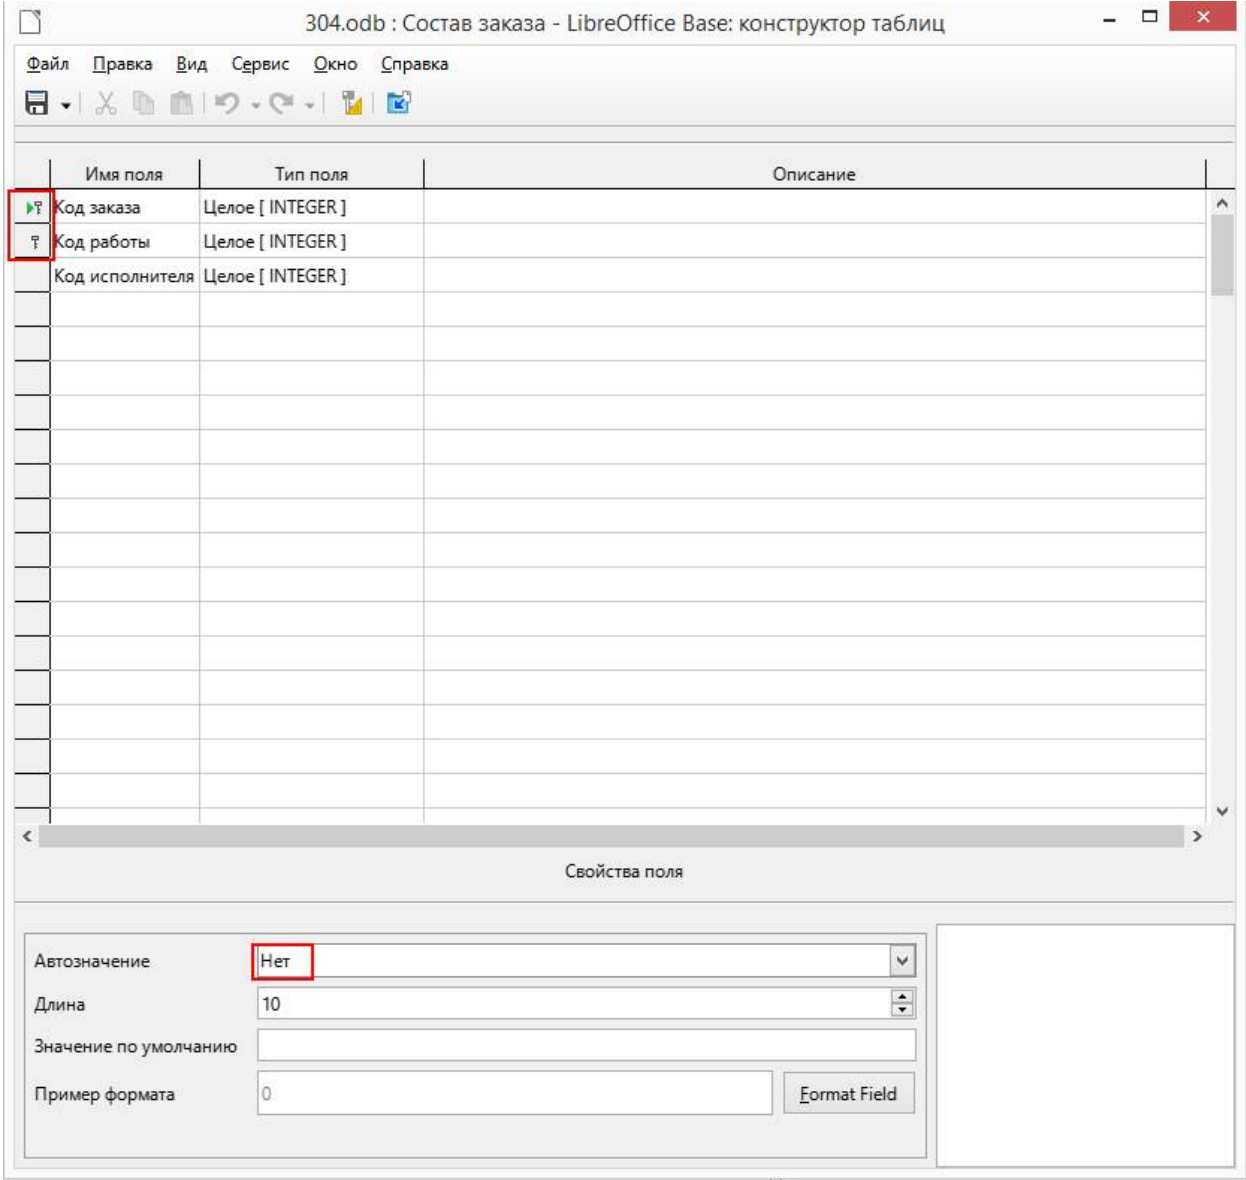 304.odb : Состав заказа - LibreOffice Base: конструктор таблиц
Файл Правка Вид Сервис Окно Справка
Имя поля Тип поля Описание
Код заказа Целое [ INTEGER ]
Код работы Целое [ INTEGER ]
Код исполнителя Целое [ INTEGER ]
Свойства поля
Автозначение Нет
Длина 10
Значение по умолчанию
Пример формата 0 Format Field